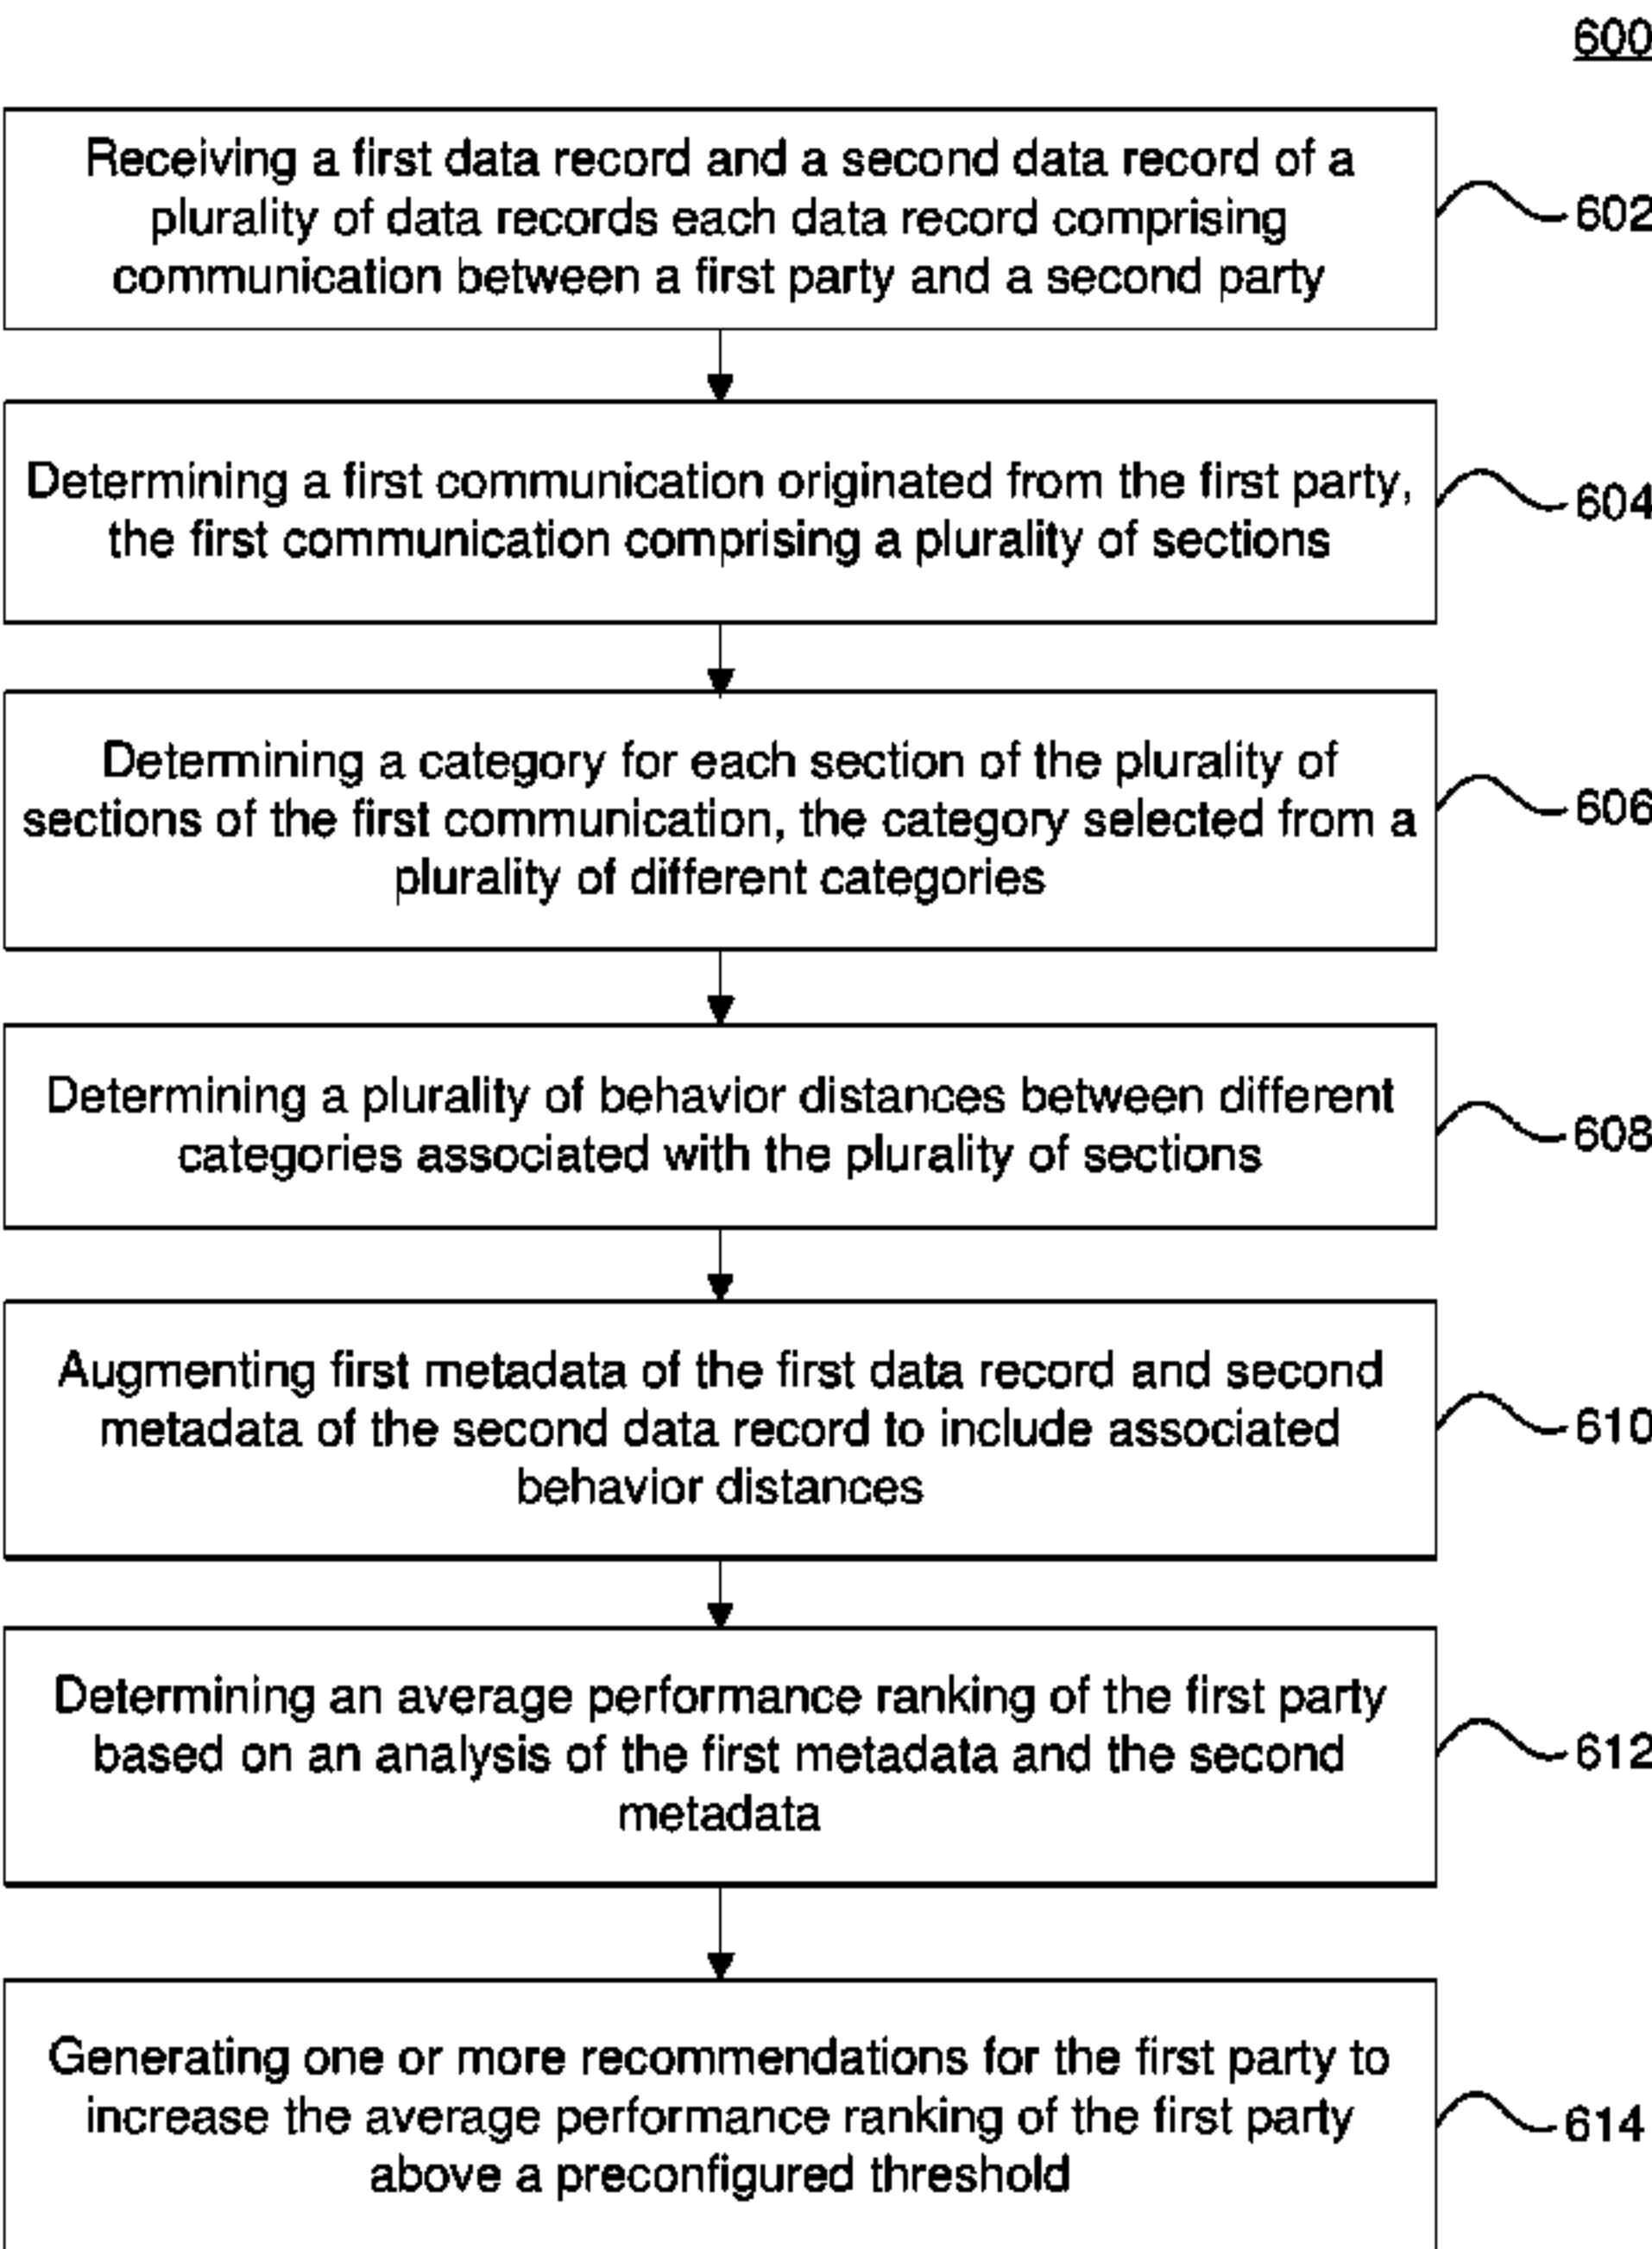 600
Receiving a first data record and a second data record of a
plurality of data records each data record comprising
communication between a first party and a second party
602
Determining a first communication originated from the first party,
the first communication comprising a plurality of sections
604
Determining a category for each section of the plurality of
sections of the first communication, the category selected from a
plurality of different categories
606
Determining a plurality of behavior distances between different
categories associated with the plurality of sections
608
Augmenting first metadata of the first data record and second
metadata of the second data record to include associated
behavior distances
610
Determining an average performance ranking of the first party
based on an analysis of the first metadata and the second
metadata
612
Generating one or more recommendations for the first party to
increase the average performance ranking of the first party
above a preconfigured threshold
614